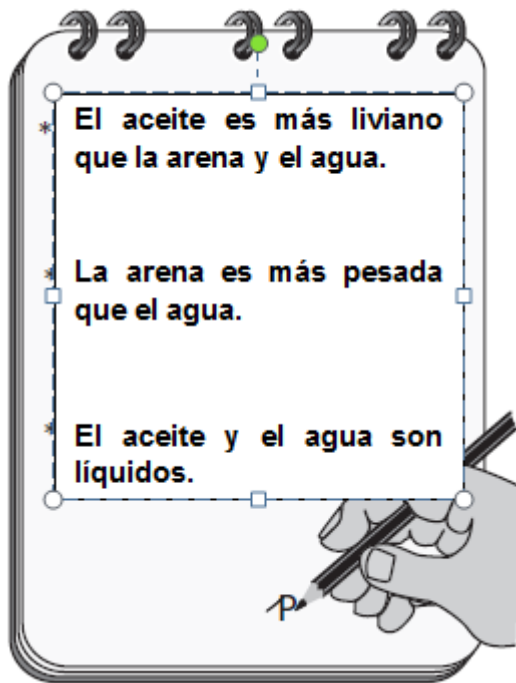 * El aceite es más liviano
que la arena y el agua.
* La arena es más pesada
que el agua.
* El aceite y el agua son
líquidos.
P